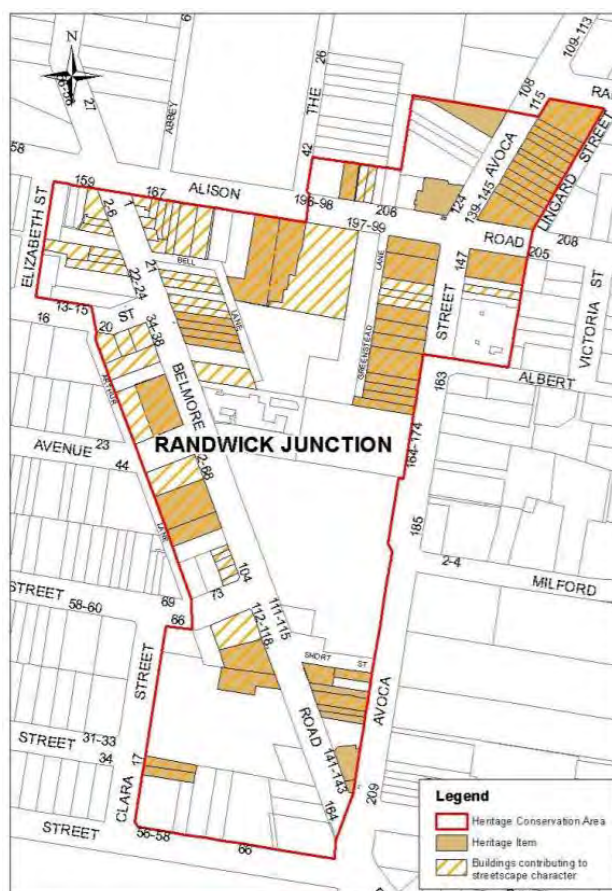 N
6
26
109-113
27
ABBEY
THE
108
115
58
42
AVOCA
LINGARD STREET
159
167
ALISON
196-98
206
124
139-145
ELIZABETH ST
2-6
1
197-99
ROAD
208
205
BELL
LANE
147
21
22-24
LANE
STREET
VICTORIA ST
13-15
ST
16
20
34-38
GREENSTEAD
ARTHUR
BELMORE
ALBERT
163
RANDWICK JUNCTION
AVENUE
23
44
164-174
LANE
185
2-4
MILFORD
STREET
58-60
69
73
104
66
111-115
112-118
SHORT
ST
STREET
AVOCA
ROAD
STREET
31-33
34
17
141-143
CLARA
209
164
STREET
56-58
66
Legend
Heritage Conservation Area
Heritage Item
Buildings contributing to
streetscape character